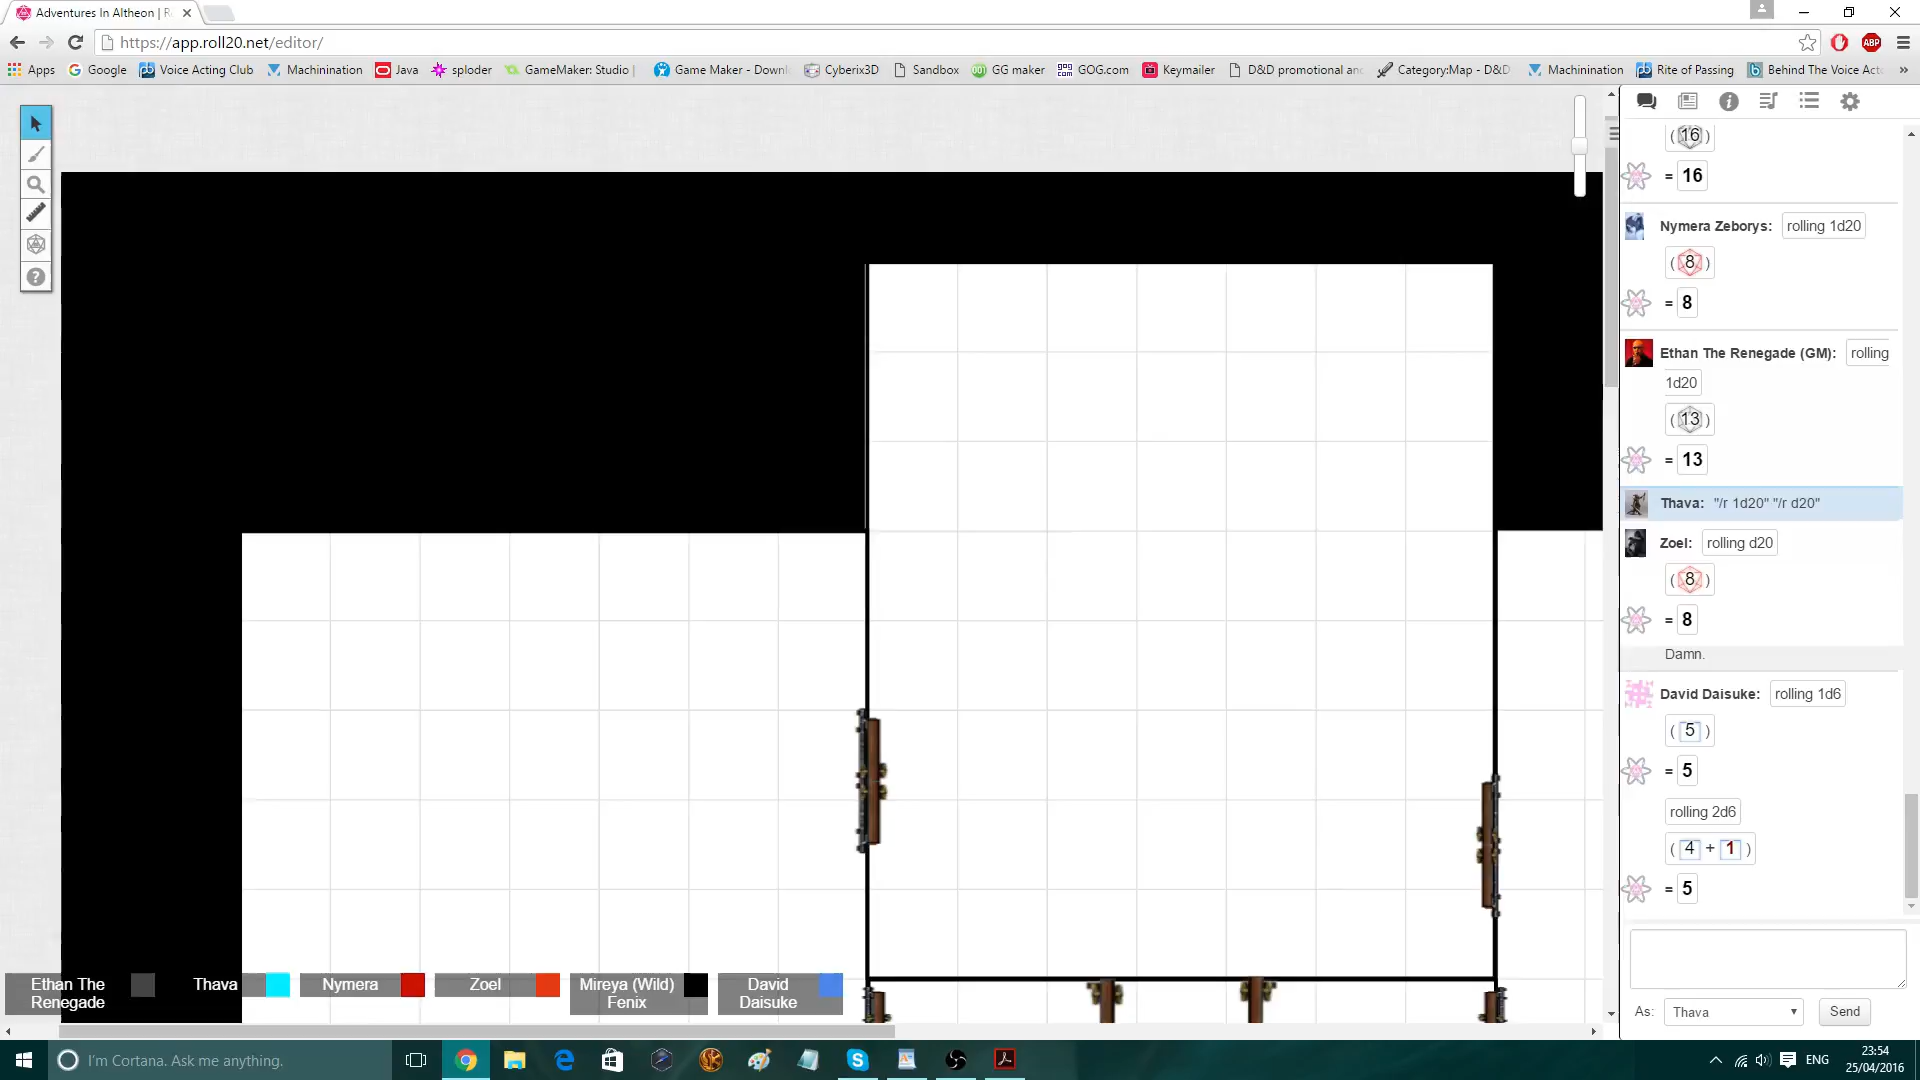 Adventures In Altheon | R
https://app.roll20.net/editor/
Apps
Google
Voice Acting Club
Machinination
Java
sploder
GameMaker: Studio |
Game Maker - Downl
Cyberix3D
Sandbox
GG maker
GOG.com
Keymailer
D&D promotional an
Category:Map - D&D
Machinination
Rite of Passing
Behind The Voice Act
»
ABP
(16)
= 16
Nymera Zeborys: rolling 1d20
(8)
= 8
Ethan The Renegade (GM): rolling
1d20
(13)
= 13
Thava: "/r 1d20" "/r d20"
Zoel: rolling d20
(8)
= 8
Damn.
David Daisuke: rolling 1d6
(5)
= 5
rolling 2d6
(4 + 1)
= 5
As: Thava Send
Ethan The
Renegade
Thava
Nymera
Zoel
Mireya (Wild)
Fenix
David
Daisuke
I'm Cortana. Ask me anything.
ENG
23:54
25/04/2016